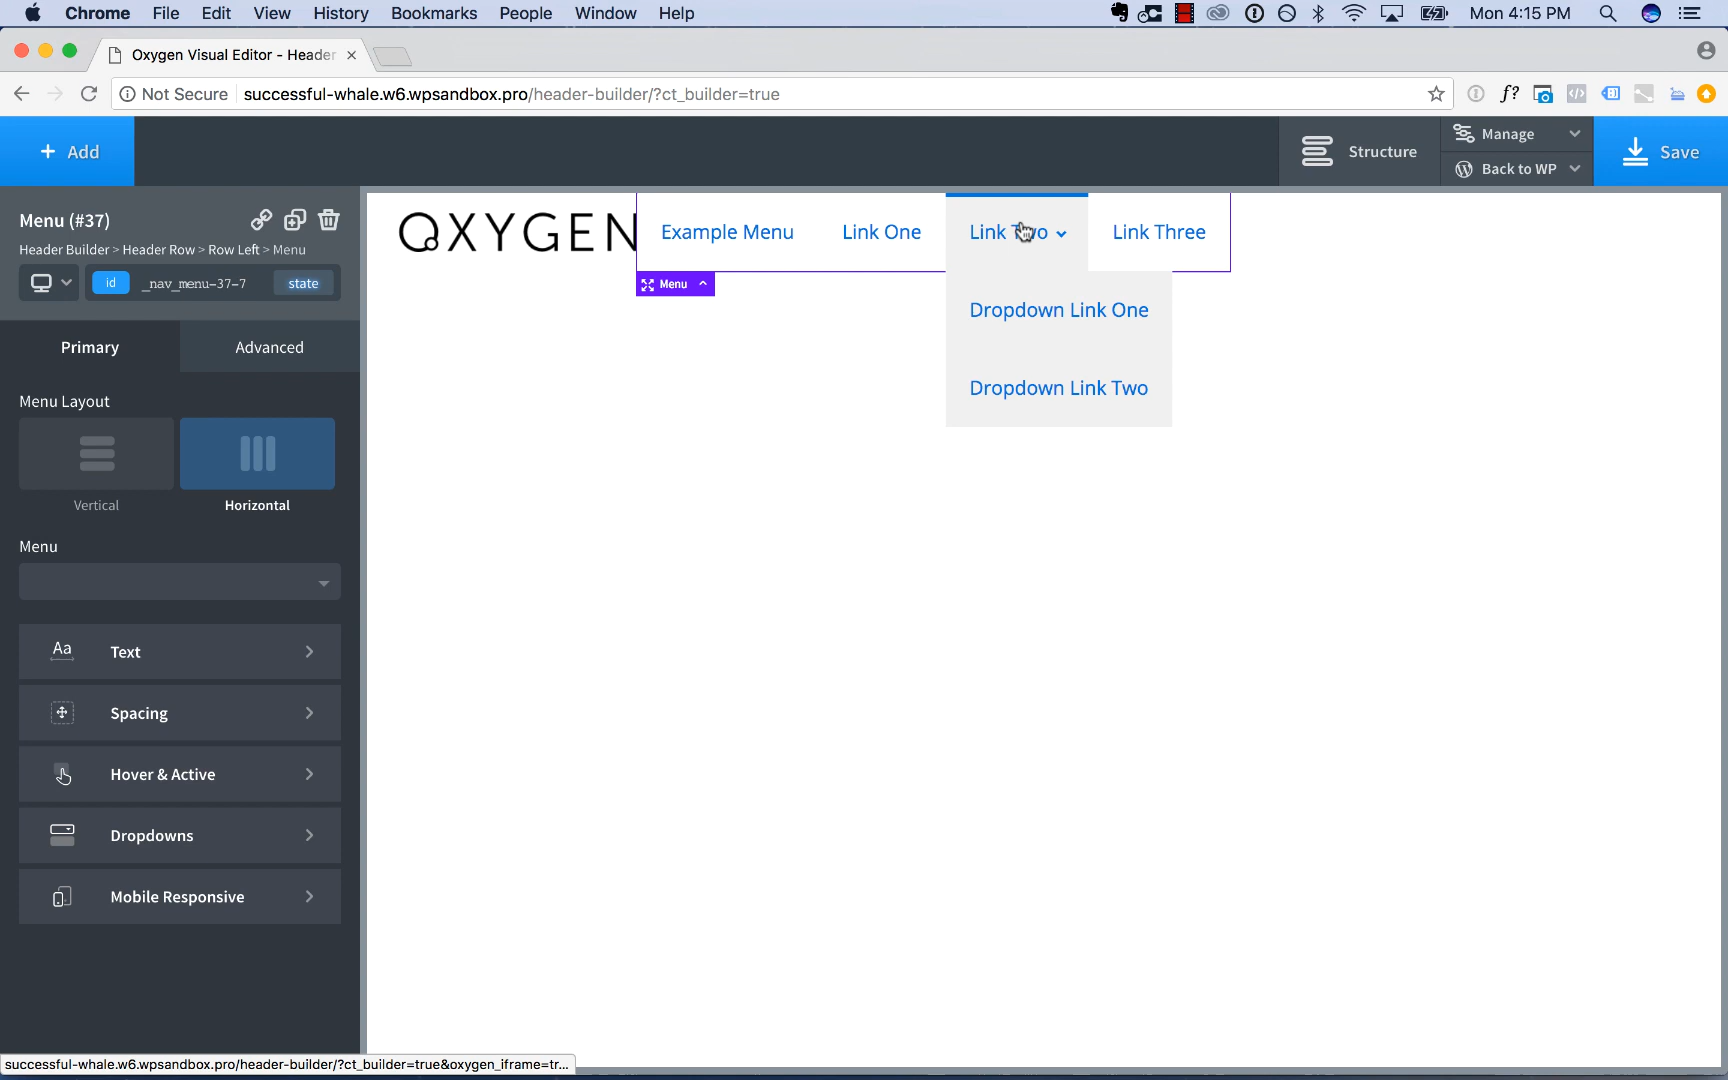 Chrome File Edit View History Bookmarks People Window Help Mon 4:15 PM
Oxygen Visual Editor - Header
Not Secure successful-whale.w6.wpsandbox.pro/header-builder/?ct_builder=true
f?
+ Add
Structure
Manage
Back to WP
Save
Menu (#37)
Header Builder > Header Row > Row Left > Menu
id _nav_menu-37-7 state
Primary Advanced
Menu Layout
Vertical Horizontal
Menu
Aa Text
Spacing
Hover & Active
Dropdowns
Mobile Responsive
OXYGEN
Example Menu Link One Link Two Link Three
Menu
Dropdown Link One
Dropdown Link Two
successful-whale.w6.wpsandbox.pro/header-builder/?ct_builder=true&oxygen_iframe=tr...